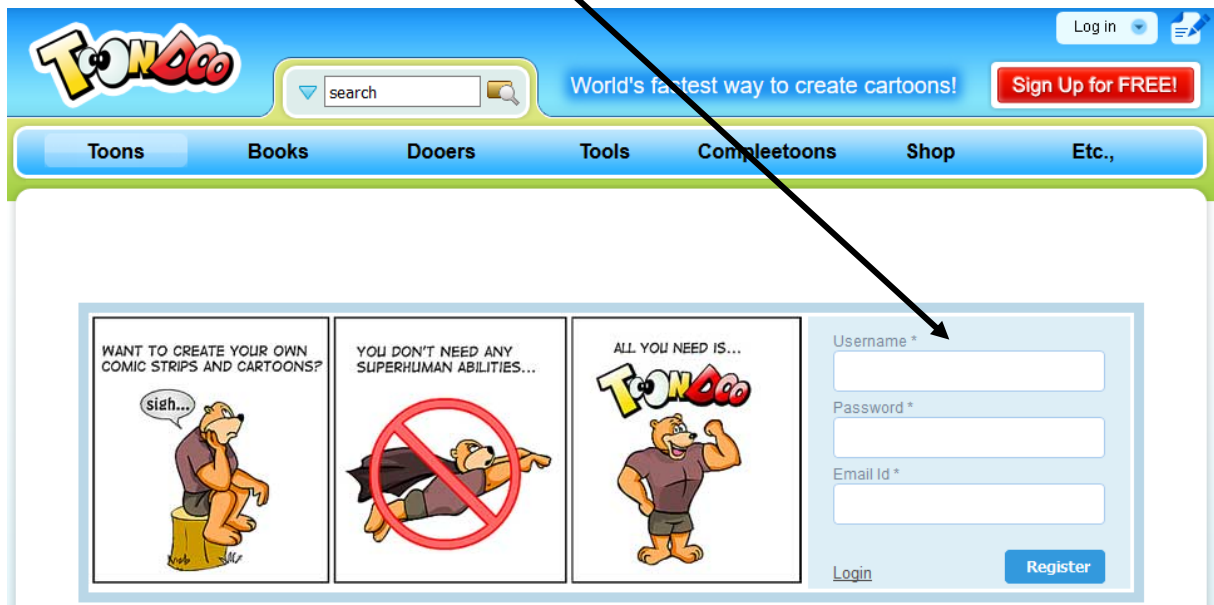 Log in
TOONDOO
search
World's fastest way to create cartoons!
Sign Up for FREE!
Toons Books Dooers Tools Compleetoons Shop Etc.,
WANT TO CREATE YOUR OWN
COMIC STRIPS AND CARTOONS?
sigh...
YOU DON'T NEED ANY
SUPERHUMAN ABILITIES...
ALL YOU NEED IS...
TOONDOO
Username *
Password *
Email Id *
Login
Register